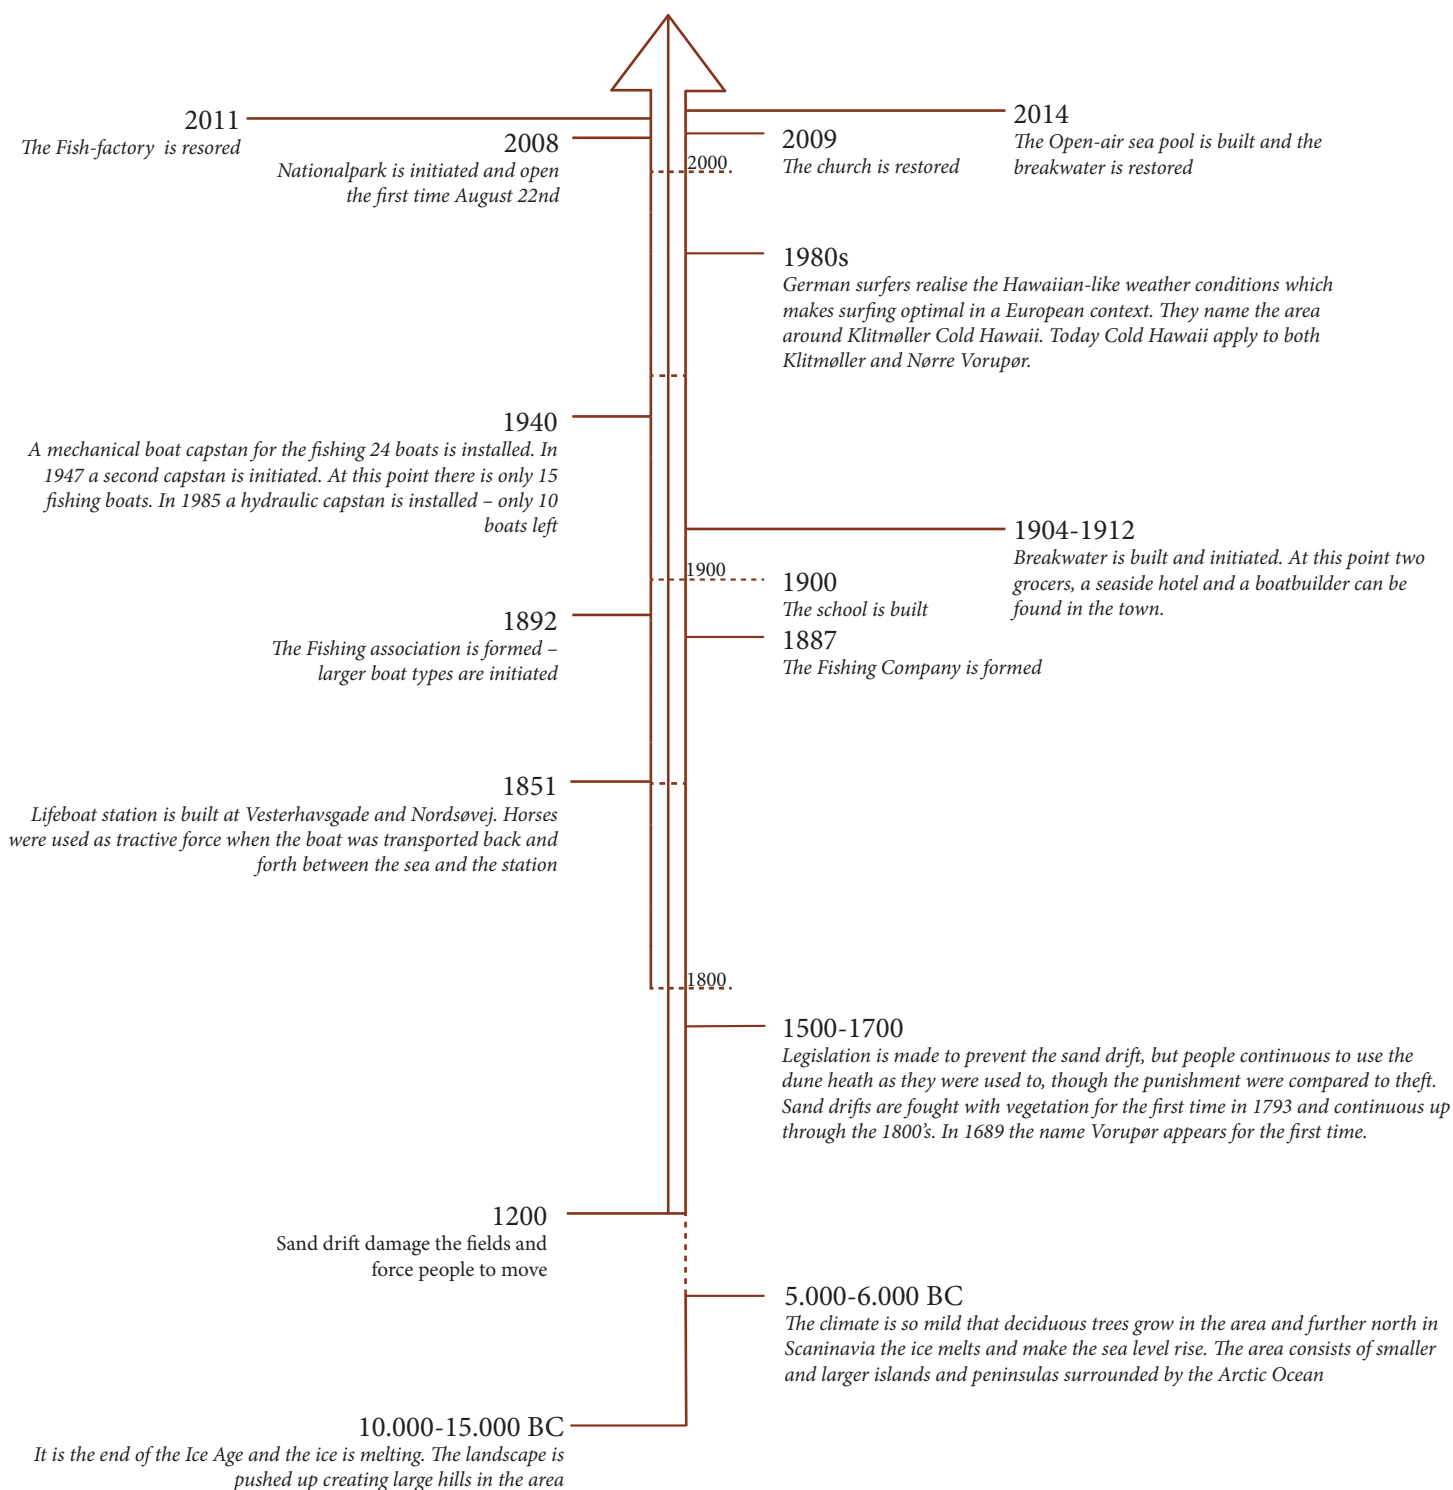 2011
The Fish-factory is resored
2008
Nationalpark is initiated and open
the first time August 22nd
2014
The Open-air sea pool is built and the
breakwater is restored
2009
The church is restored
2000
1980s
German surfers realise the Hawaiian-like weather conditions which
makes surfing optimal in a European context. They name the area
around Klitmøller Cold Hawaii. Today Cold Hawaii apply to both
Klitmøller and Nørre Vorupør.
1940
A mechanical boat capstan for the fishing 24 boats is installed. In
1947 a second capstan is initiated. At this point there is only 15
fishing boats. In 1985 a hydraulic capstan is installed – only 10
boats left
1904-1912
Breakwater is built and initiated. At this point two
grocers, a seaside hotel and a boatbuilder can be
found in the town.
1900
1900
The school is built
1892
The Fishing association is formed –
larger boat types are initiated
1887
The Fishing Company is formed
1851
Lifeboat station is built at Vesterhavsgade and Nordsøvej. Horses
were used as tractive force when the boat was transported back and
forth between the sea and the station
1800
1500-1700
Legislation is made to prevent the sand drift, but people continuous to use the
dune heath as they were used to, though the punishment were compared to theft.
Sand drifts are fought with vegetation for the first time in 1793 and continuous up
through the 1800's. In 1689 the name Vorupør appears for the first time.
1200
Sand drift damage the fields and
force people to move
5.000-6.000 BC
The climate is so mild that deciduous trees grow in the area and further north in
Scaninavia the ice melts and make the sea level rise. The area consists of smaller
and larger islands and peninsulas surrounded by the Arctic Ocean
10.000-15.000 BC
It is the end of the Ice Age and the ice is melting. The landscape is
pushed up creating large hills in the area